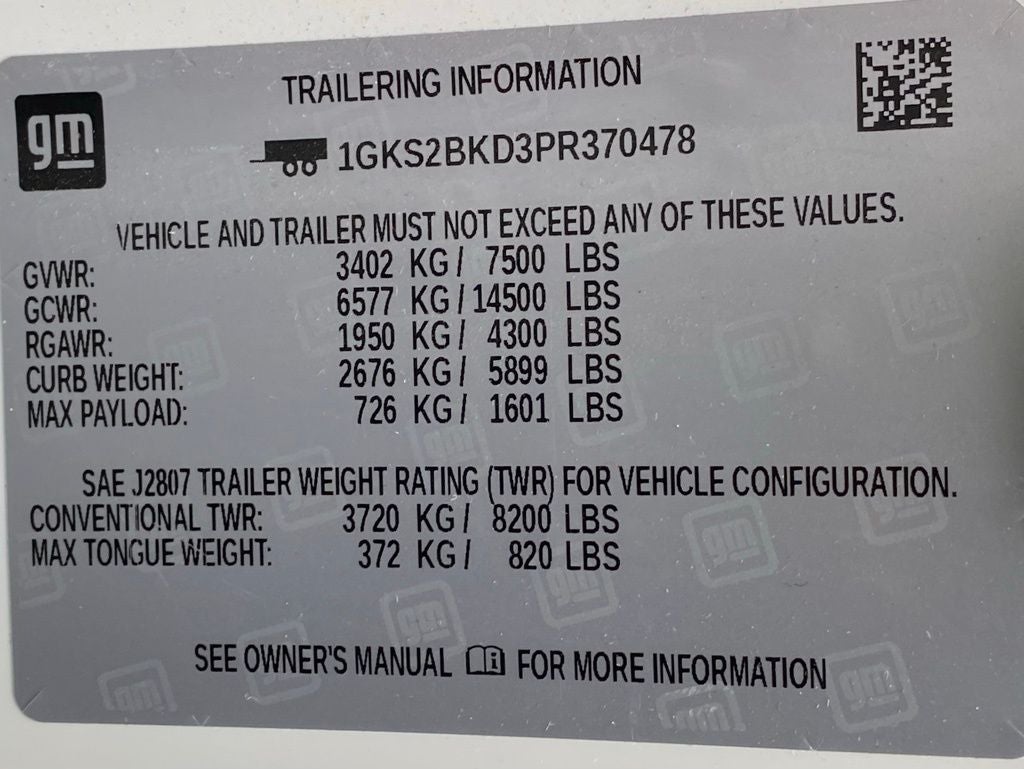 gm
TRAILERING INFORMATION
1GKS2BKD3PR370478
VEHICLE AND TRAILER MUST NOT EXCEED ANY OF THESE VALUES.
GVWR: 3402 KG / 7500 LBS
GCWR: 6577 KG / 14500 LBS
RGAWR: 1950 KG / 4300 LBS
CURB WEIGHT: 2676 KG / 5899 LBS
MAX PAYLOAD: 726 KG / 1601 LBS
SAE J2807 TRAILER WEIGHT RATING (TWR) FOR VEHICLE CONFIGURATION.
CONVENTIONAL TWR: 3720 KG / 8200 LBS
MAX TONGUE WEIGHT: 372 KG / 820 LBS
SEE OWNER'S MANUAL FOR MORE INFORMATION